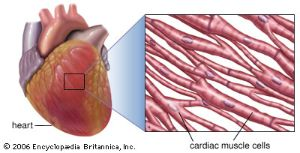 heart
cardiac muscle cells
© 2006 Encyclopædia Britannica, Inc.